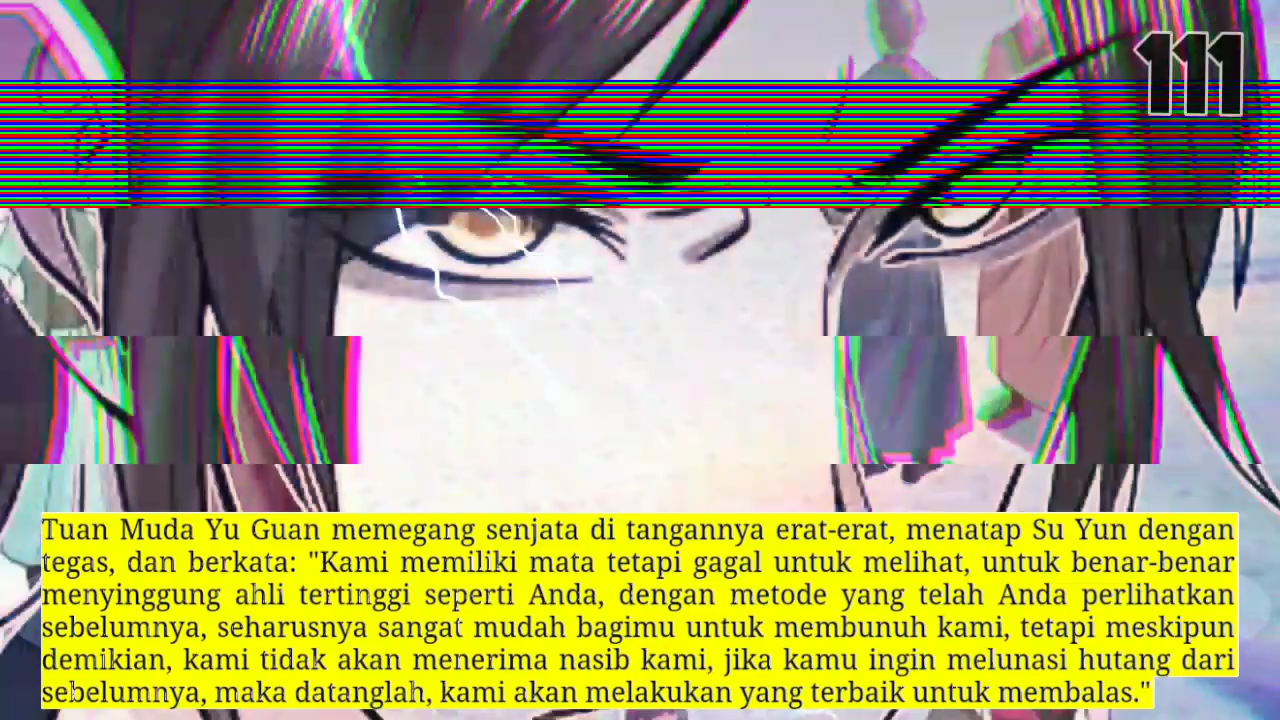 111
Tuan Muda Yu Guan memegang senjata di tangannya erat-erat, menatap Su Yun dengan
tegas, dan berkata: "Kami memiliki mata tetapi gagal untuk melihat, untuk benar-benar
menyinggung ahli tertinggi seperti Anda, dengan metode yang telah Anda perlihatkan
sebelumnya, seharusnya sangat mudah bagimu untuk membunuh kami, tetapi meskipun
demikian, kami tidak akan menerima nasib kami, jika kamu ingin melunasi hutang dari
sebelumnya, maka datanglah, kami akan melakukan yang terbaik untuk membalas."